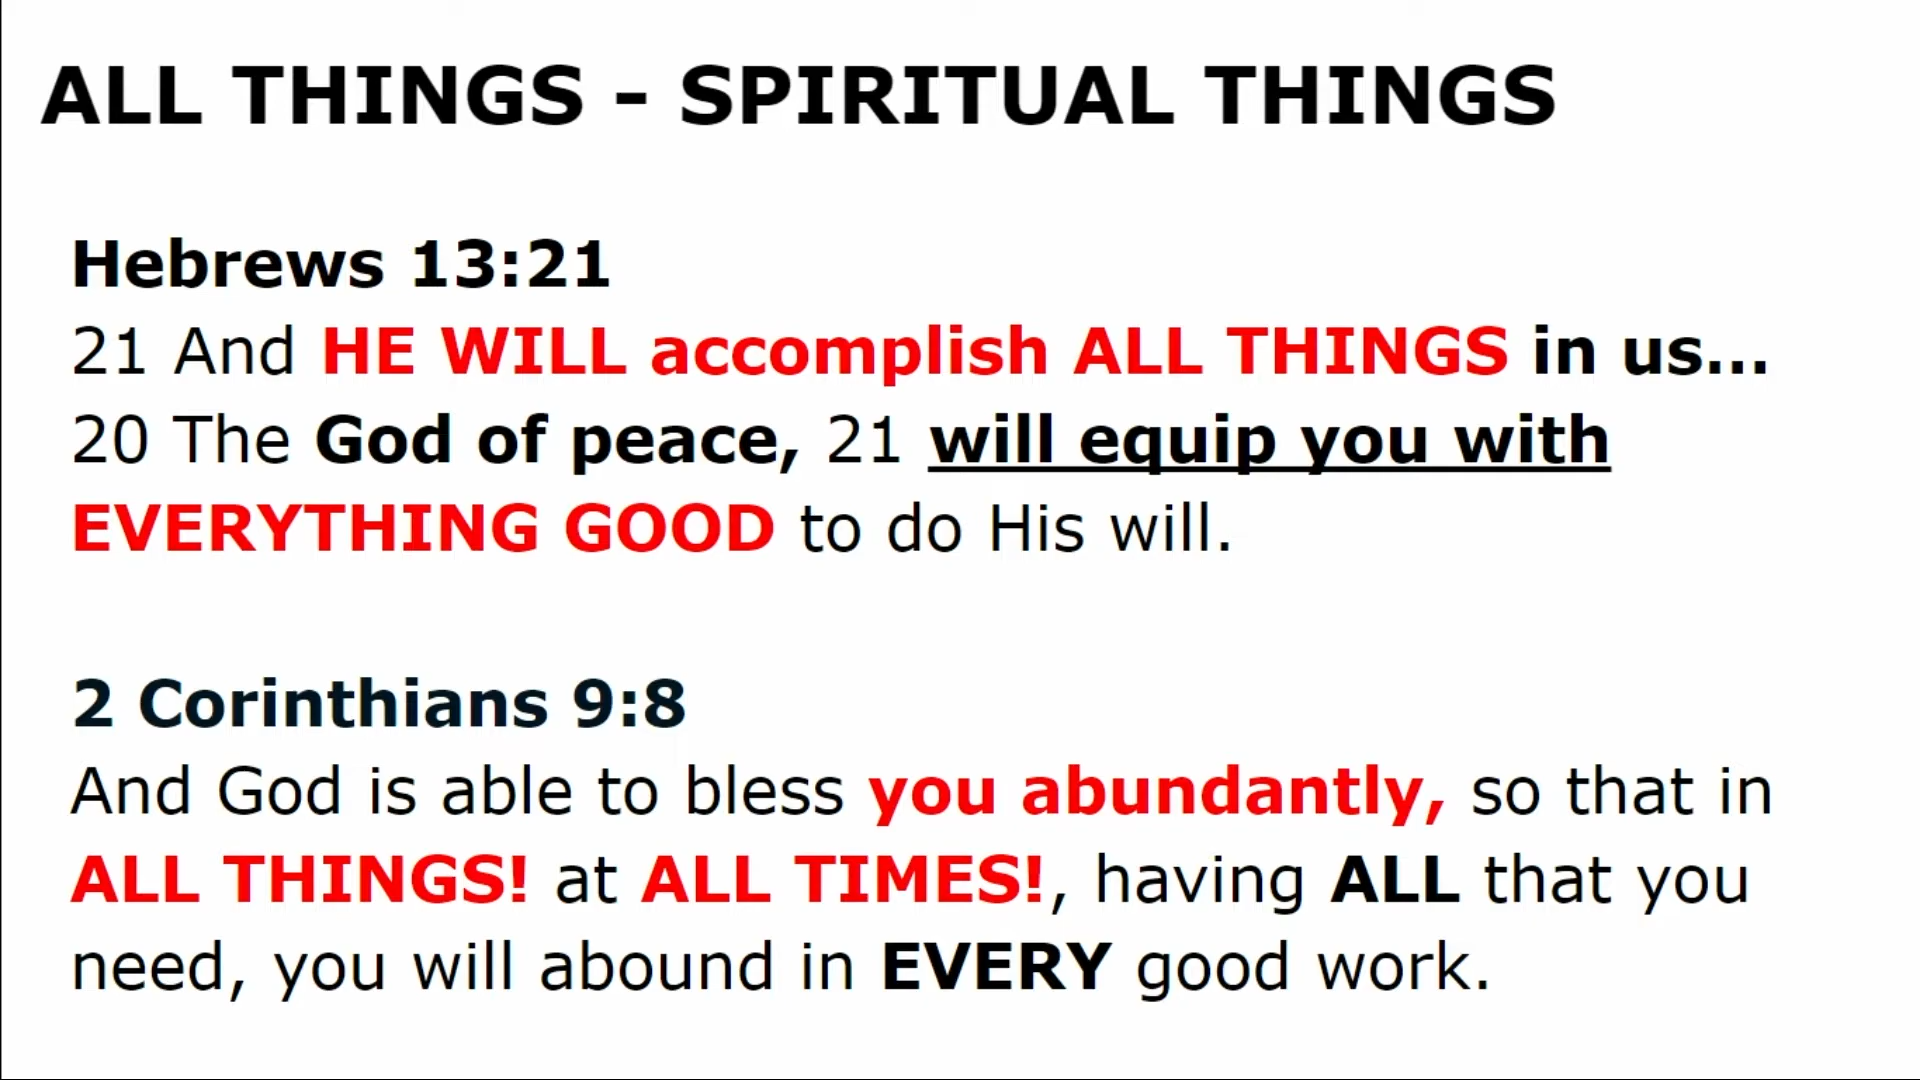 ALL THINGS - SPIRITUAL THINGS
Hebrews 13:21
21 And HE WILL accomplish ALL THINGS in us...
20 The God of peace, 21 will equip you with
EVERYTHING GOOD to do His will.
2 Corinthians 9:8
And God is able to bless you abundantly, so that in
ALL THINGS! at ALL TIMES!, having ALL that you
need, you will abound in EVERY good work.